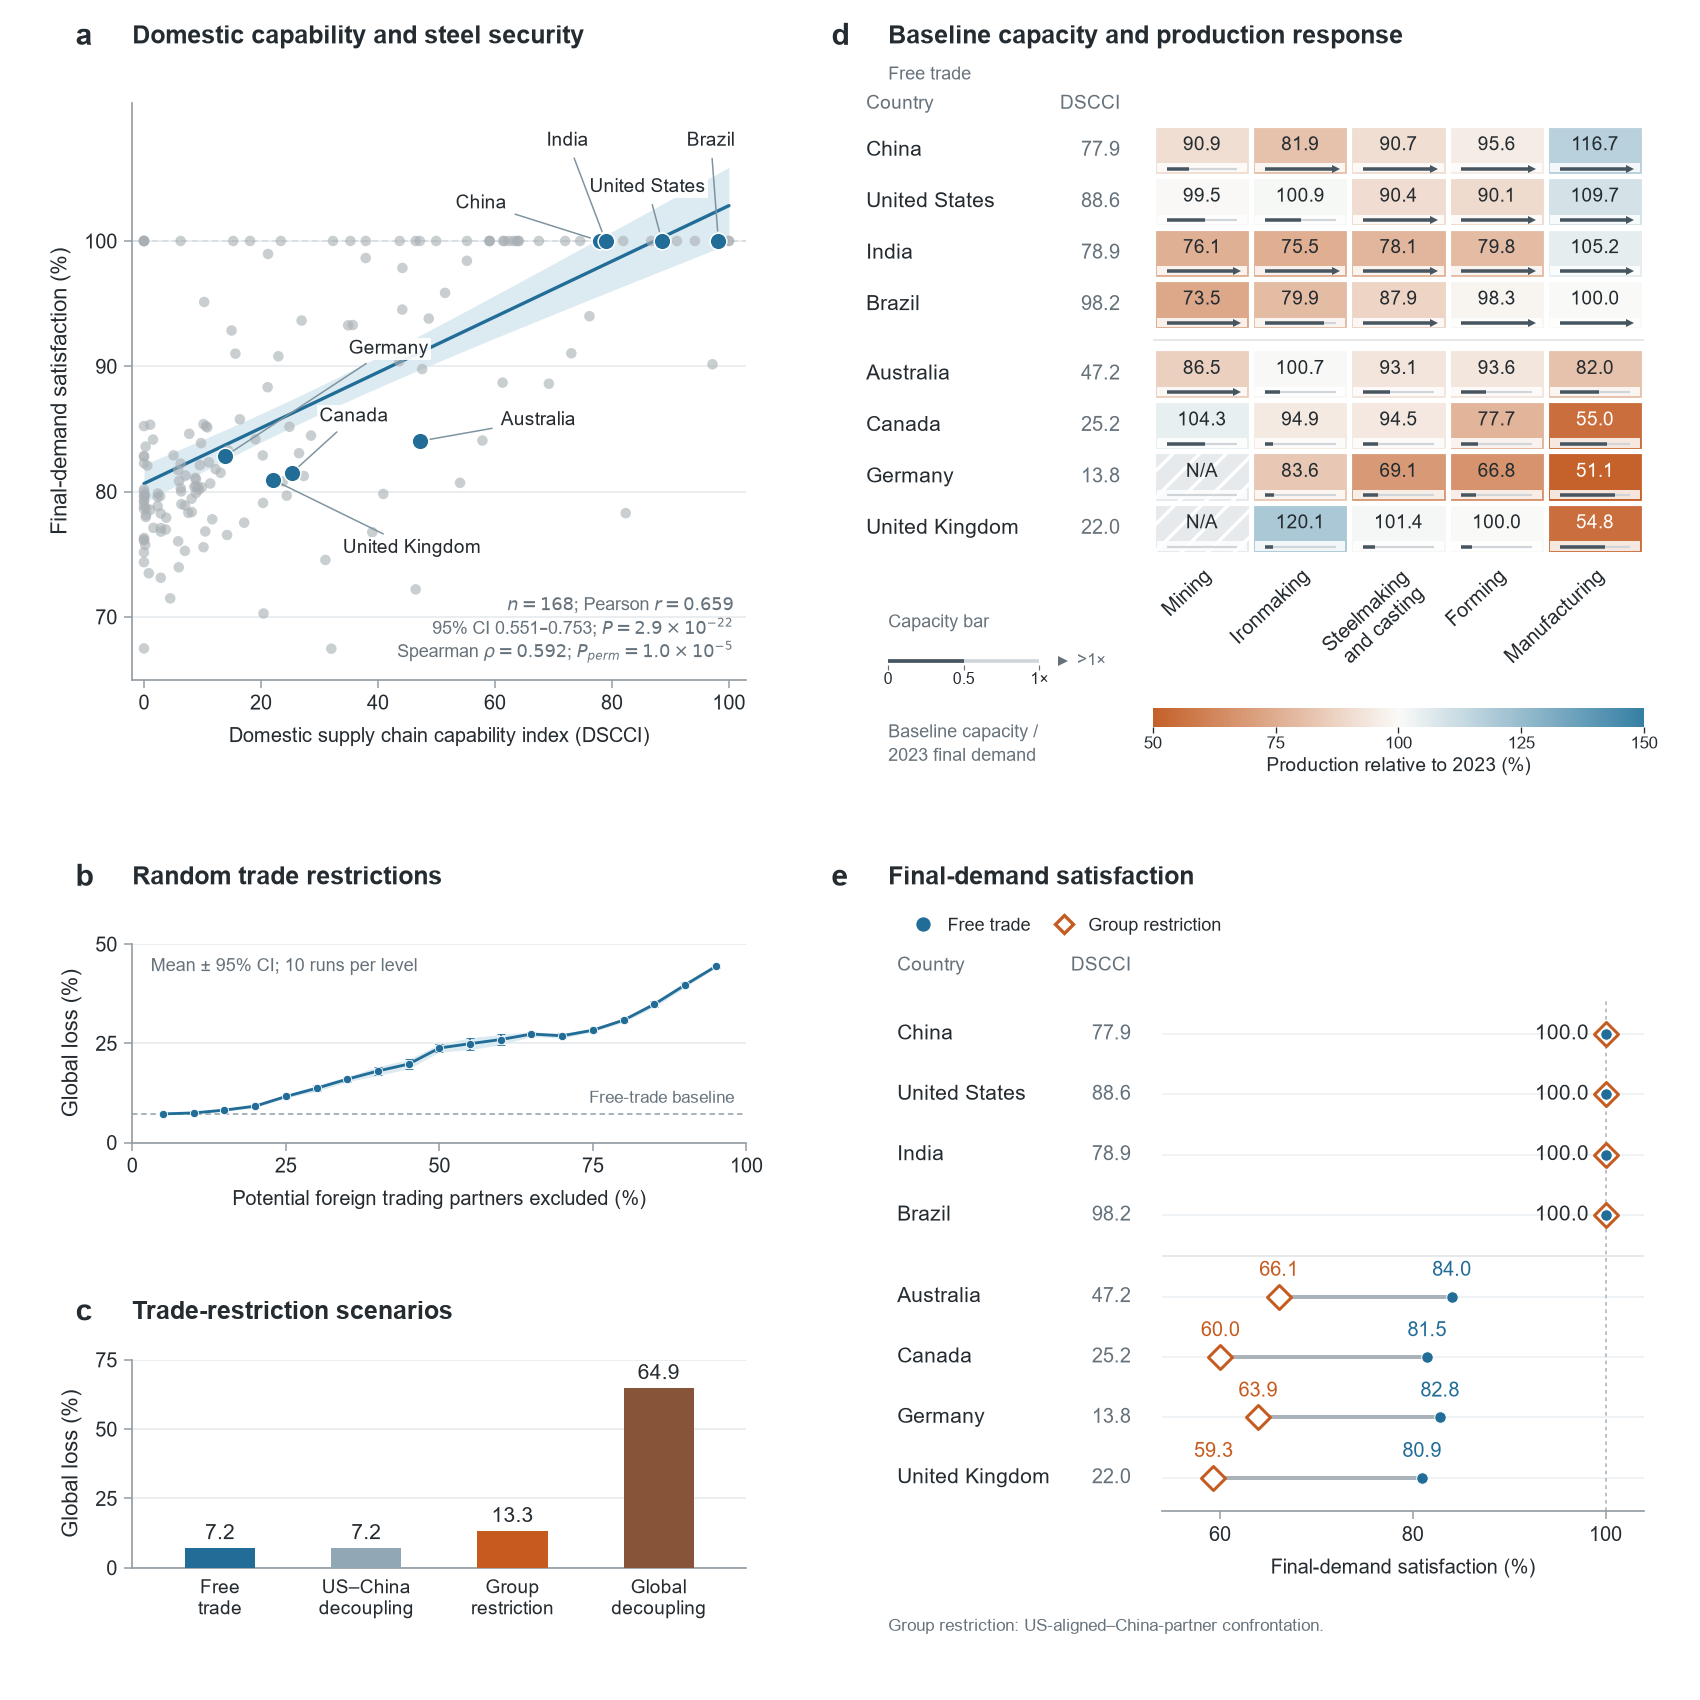 a Domestic capability and steel security
Final-demand satisfaction (%)
100
90
80
70
India
Brazil
United States
China
Germany
Canada
Australia
United Kingdom
n = 168; Pearson r = 0.659
95% CI 0.551–0.753; P = 2.9 × 10⁻²²
Spearman ρ = 0.592; Pperm = 1.0 × 10⁻⁵
0 20 40 60 80 100
Domestic supply chain capability index (DSCCI)
b Random trade restrictions
Global loss (%)
50
25
0
Mean ± 95% CI; 10 runs per level
Free-trade baseline
0 25 50 75 100
Potential foreign trading partners excluded (%)
c Trade-restriction scenarios
Global loss (%)
75
50
25
0
7.2 7.2 13.3 64.9
Free trade
US–China decoupling
Group restriction
Global decoupling
d Baseline capacity and production response
Free trade
Country DSCCI
China 77.9 90.9 81.9 90.7 95.6 116.7
United States 88.6 99.5 100.9 90.4 90.1 109.7
India 78.9 76.1 75.5 78.1 79.8 105.2
Brazil 98.2 73.5 79.9 87.9 98.3 100.0
Australia 47.2 86.5 100.7 93.1 93.6 82.0
Canada 25.2 104.3 94.9 94.5 77.7 55.0
Germany 13.8 N/A 83.6 69.1 66.8 51.1
United Kingdom 22.0 N/A 120.1 101.4 100.0 54.8
Mining
Ironmaking
Steelmaking
and casting
Forming
Manufacturing
Capacity bar
0 0.5 1×
>1×
Baseline capacity /
2023 final demand
50 75 100 125 150
Production relative to 2023 (%)
e Final-demand satisfaction
Free trade Group restriction
Country DSCCI
China 77.9 100.0
United States 88.6 100.0
India 78.9 100.0
Brazil 98.2 100.0
66.1 84.0
Australia 47.2
60.0 81.5
Canada 25.2
63.9 82.8
Germany 13.8
59.3 80.9
United Kingdom 22.0
60 80 100
Final-demand satisfaction (%)
Group restriction: US-aligned–China-partner confrontation.